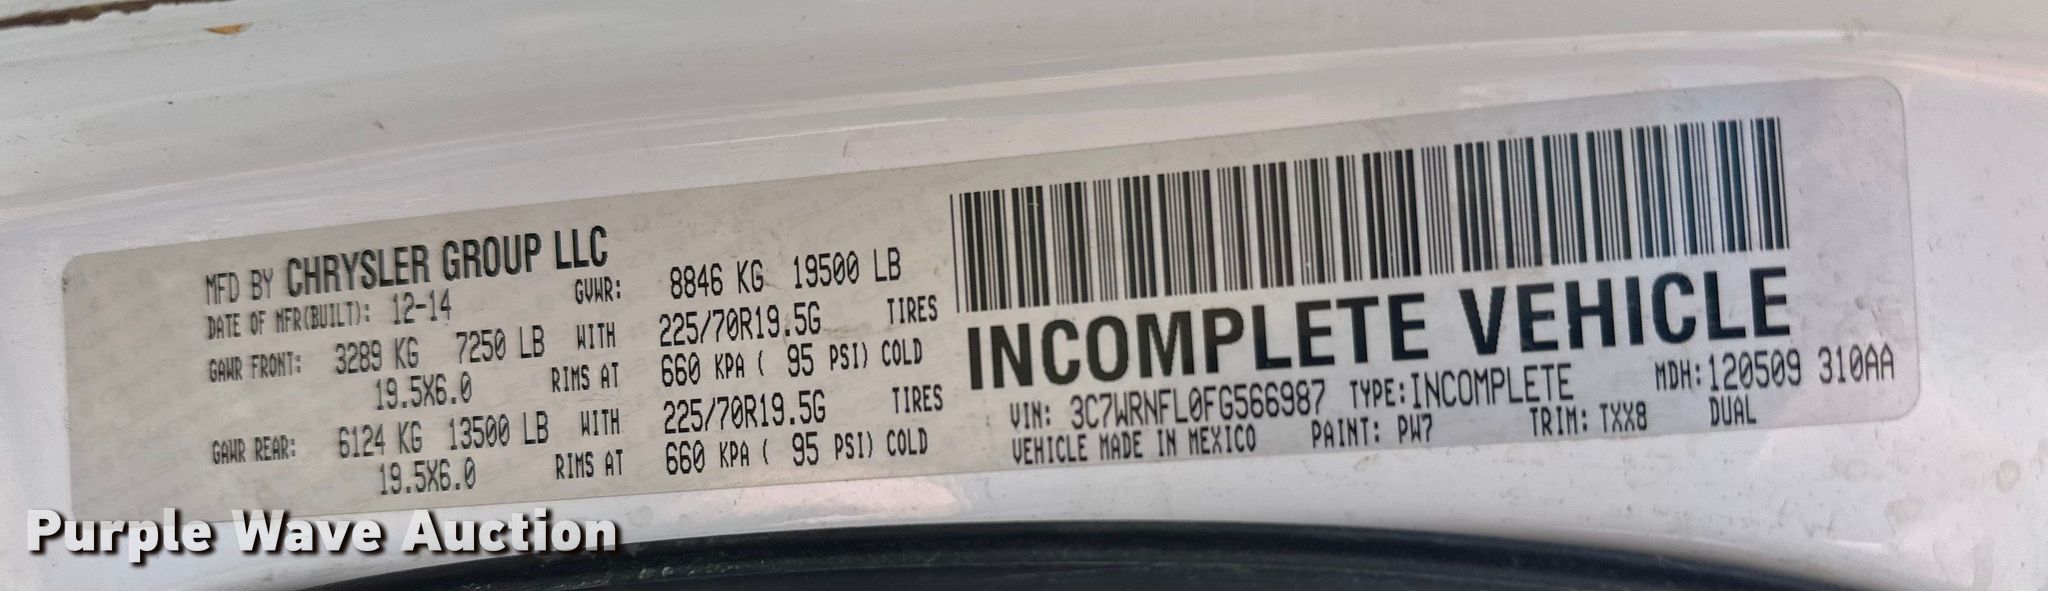 MFD BY CHRYSLER GROUP LLC
DATE OF MFR(BUILT): 12-14 GVWR: 8846 KG 19500 LB
GAWR FRONT: 3289 KG 7250 LB WITH 225/70R19.5G TIRES
19.5X6.0 RIMS AT 660 KPA ( 95 PSI) COLD
GAWR REAR: 6124 KG 13500 LB WITH 225/70R19.5G TIRES
19.5X6.0 RIMS AT 660 KPA ( 95 PSI) COLD
INCOMPLETE VEHICLE
VIN: 3C7WRNFL0FG566987 TYPE:INCOMPLETE MDH:120509 310AA
VEHICLE MADE IN MEXICO PAINT: PW7 TRIM: TXX8 DUAL
Purple Wave Auction